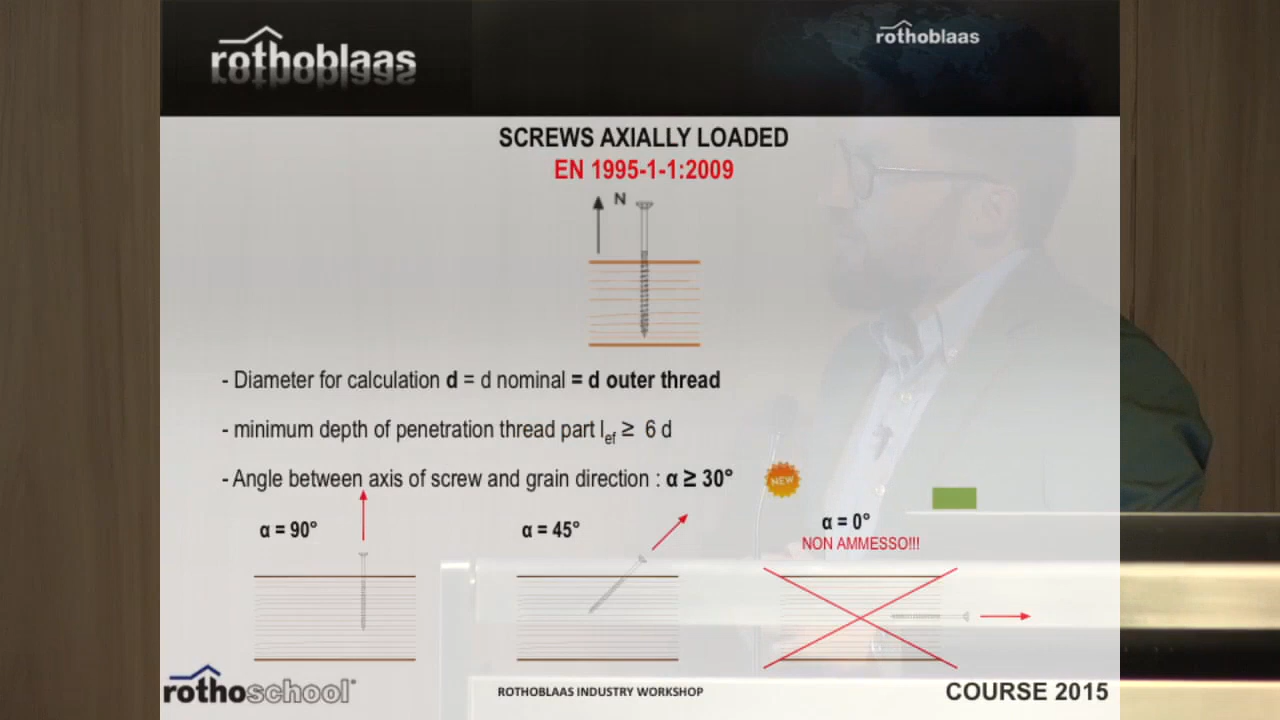 rothoblaas
rothoblaas
SCREWS AXIALLY LOADED
EN 1995-1-1:2009
N
- Diameter for calculation d = d nominal = d outer thread
- minimum depth of penetration thread part lef ≥ 6 d
- Angle between axis of screw and grain direction : α ≥ 30°
NEW
α = 90°
α = 45°
α = 0°
NON AMMESSO!!!
rothoschool
ROTHOBLAAS INDUSTRY WORKSHOP
COURSE 2015